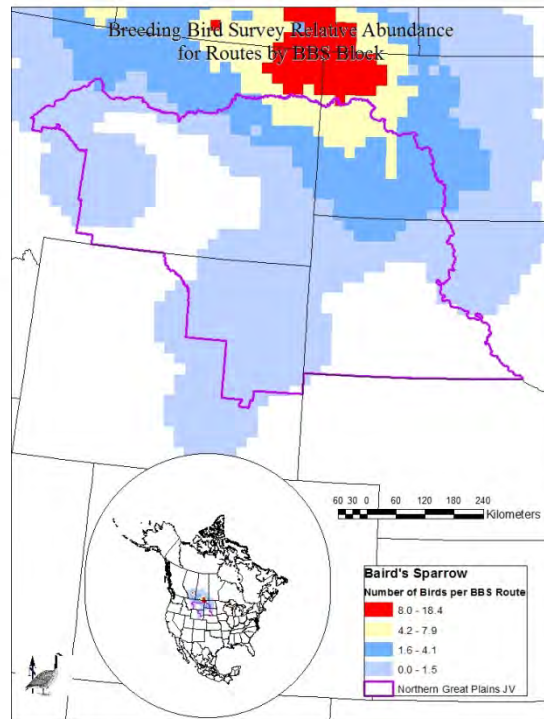 Breeding Bird Survey Relative Abundance
for Routes by BBS Block
60 30 0 60 120 180 240
Kilometers
Baird's Sparrow
Number of Birds per BBS Route
8.0 - 18.4
4.2 - 7.9
1.6 - 4.1
0.0 - 1.5
Northern Great Plains JV